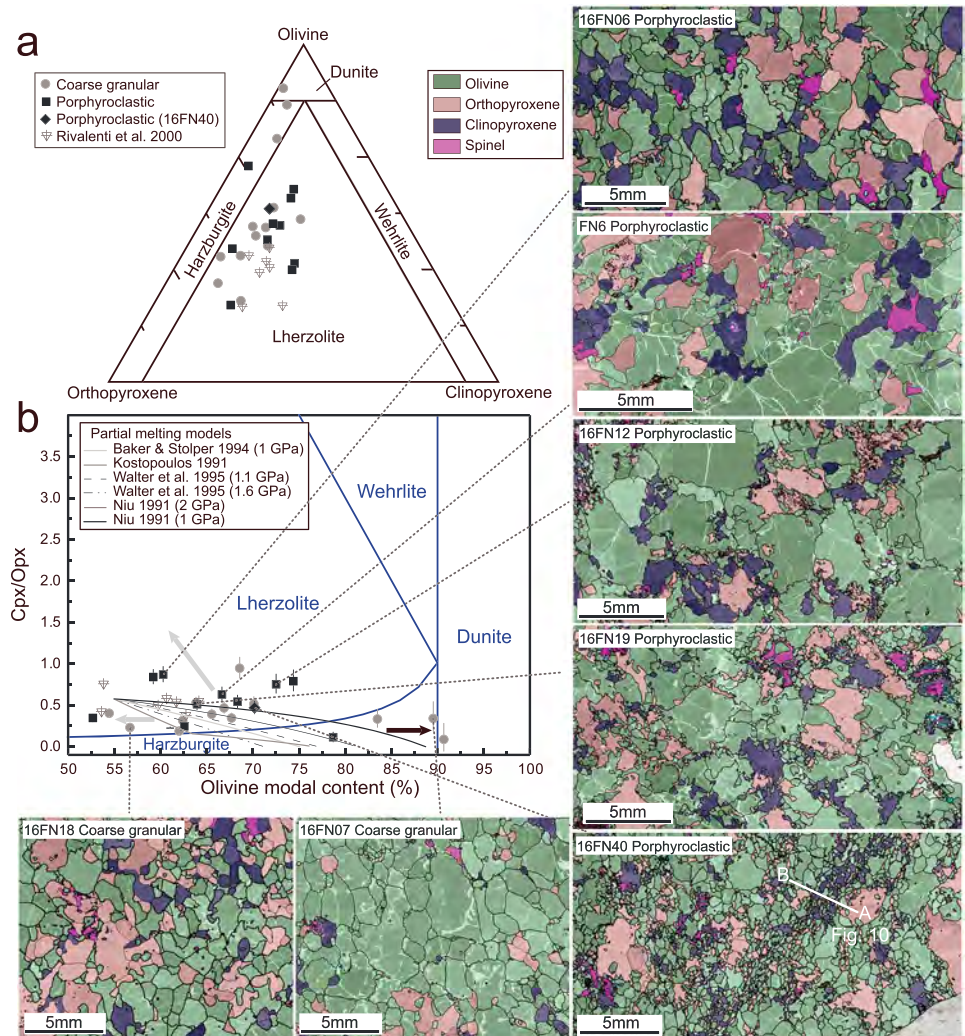 a
Olivine
Dunite
Coarse granular
Porphyroclastic
Porphyroclastic (16FN40)
Rivalenti et al. 2000
Olivine
Orthopyroxene
Clinopyroxene
Spinel
Harzburgite
Wehrlite
Lherzolite
Orthopyroxene
Clinopyroxene
b
Partial melting models
Baker & Stolper 1994 (1 GPa)
Kostopoulos 1991
Walter et al. 1995 (1.1 GPa)
Walter et al. 1995 (1.6 GPa)
Niu 1991 (2 GPa)
Niu 1991 (1 GPa)
Wehrlite
Lherzolite
Dunite
Harzburgite
Cpx/Opx
3.5
3.0
2.5
2.0
1.5
1.0
0.5
0.0
50 55 60 65 70 75 80 85 90 95 100
Olivine modal content (%)
16FN06 Porphyroclastic
5mm
FN6 Porphyroclastic
5mm
16FN12 Porphyroclastic
5mm
16FN19 Porphyroclastic
5mm
16FN40 Porphyroclastic
B
A
Fig. 10
5mm
16FN18 Coarse granular
5mm
16FN07 Coarse granular
5mm